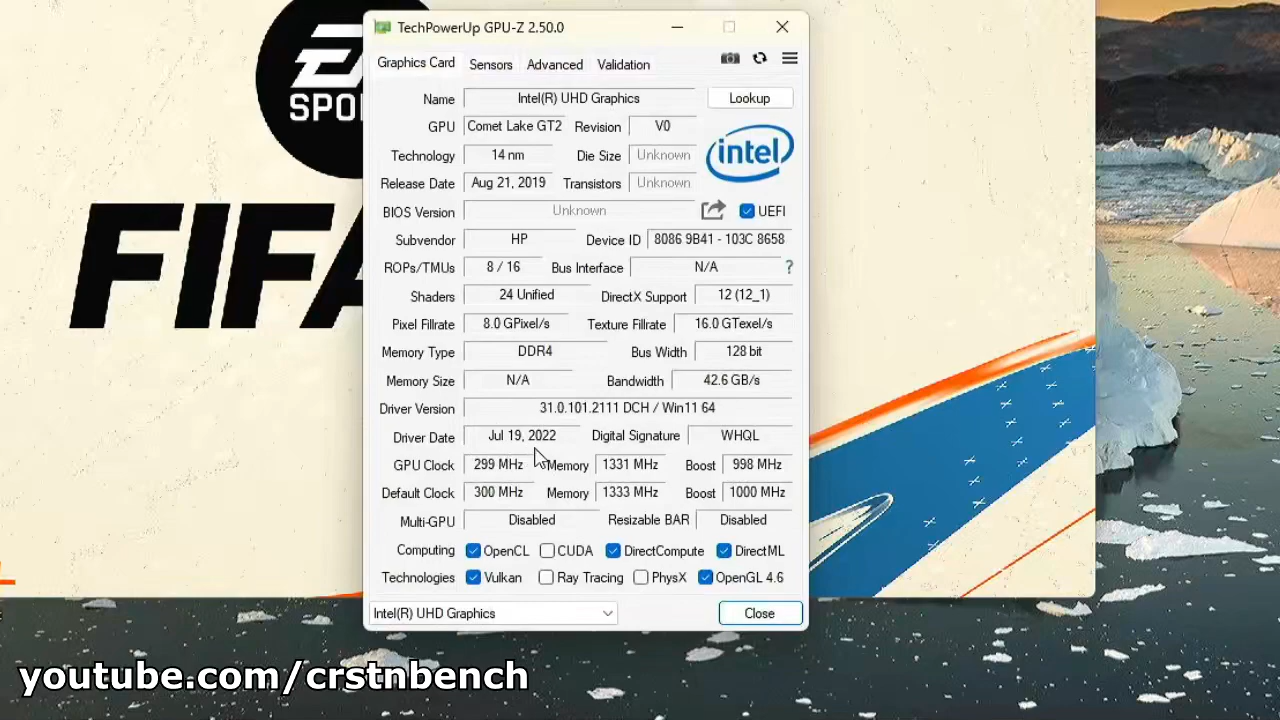 EA
SPO
FIFA
TechPowerUp GPU-Z 2.50.0
Graphics Card Sensors Advanced Validation
Name Intel(R) UHD Graphics Lookup
GPU Comet Lake GT2 Revision V0
intel
Technology 14 nm Die Size Unknown
Release Date Aug 21, 2019 Transistors Unknown
BIOS Version Unknown UEFI
Subvendor HP Device ID 8086 9B41 - 103C 8658
ROPs/TMUs 8 / 16 Bus Interface N/A ?
Shaders 24 Unified DirectX Support 12 (12_1)
Pixel Fillrate 8.0 GPixel/s Texture Fillrate 16.0 GTexel/s
Memory Type DDR4 Bus Width 128 bit
Memory Size N/A Bandwidth 42.6 GB/s
Driver Version 31.0.101.2111 DCH / Win11 64
Driver Date Jul 19, 2022 Digital Signature WHQL
GPU Clock 299 MHz Memory 1331 MHz Boost 998 MHz
Default Clock 300 MHz Memory 1333 MHz Boost 1000 MHz
Multi-GPU Disabled Resizable BAR Disabled
Computing OpenCL CUDA DirectCompute DirectML
Technologies Vulkan Ray Tracing PhysX OpenGL 4.6
Intel(R) UHD Graphics Close
youtube.com/crstnbench